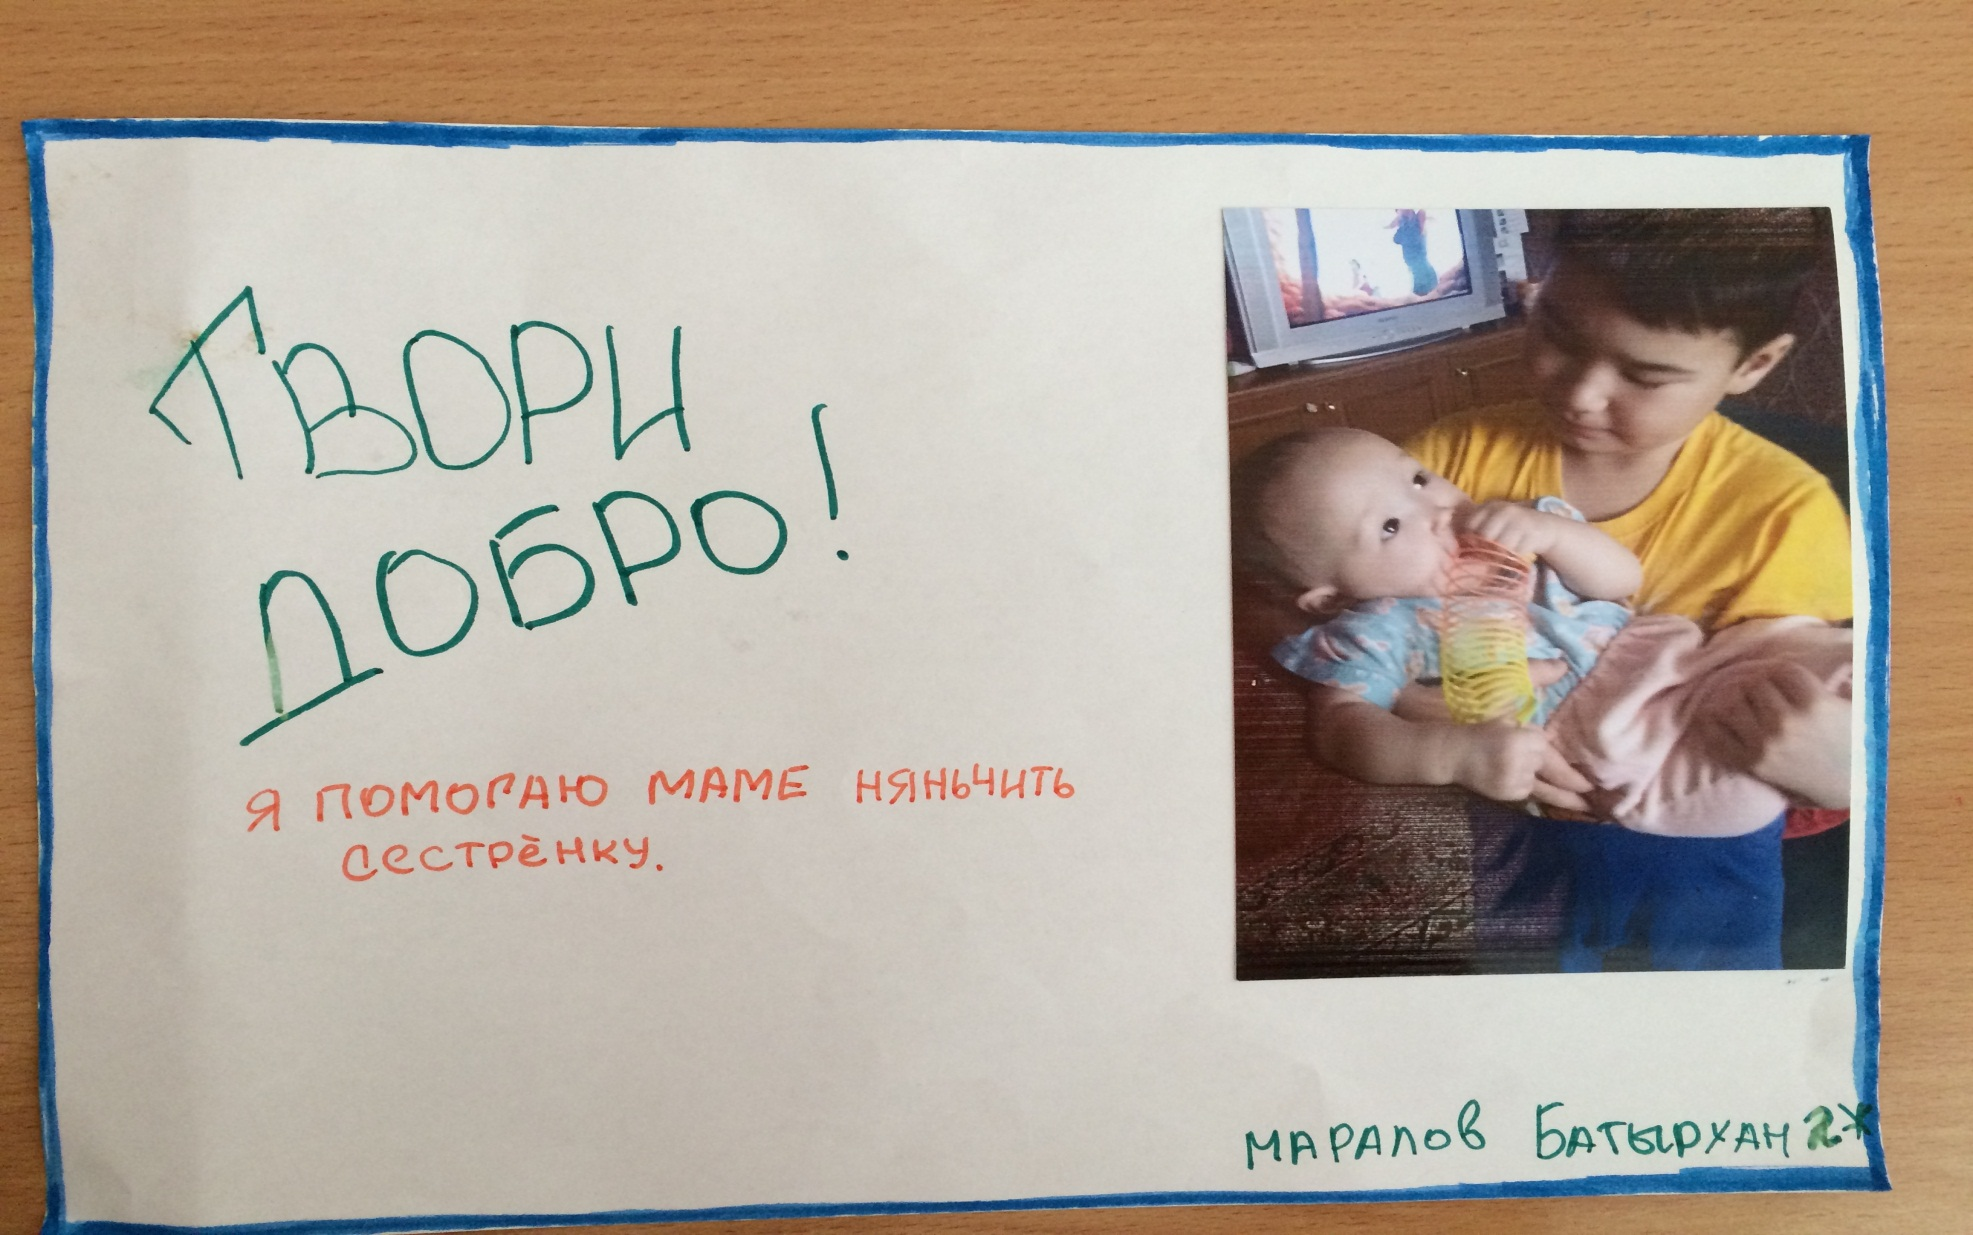 ТВОРИ
ДОБРО!
Я ПОМОГАЮ МАМЕ НЯНЬЧИТЬ
СЕСТРЁНКУ.
МАРАЛОВ БАТЫРХАН 2Ж